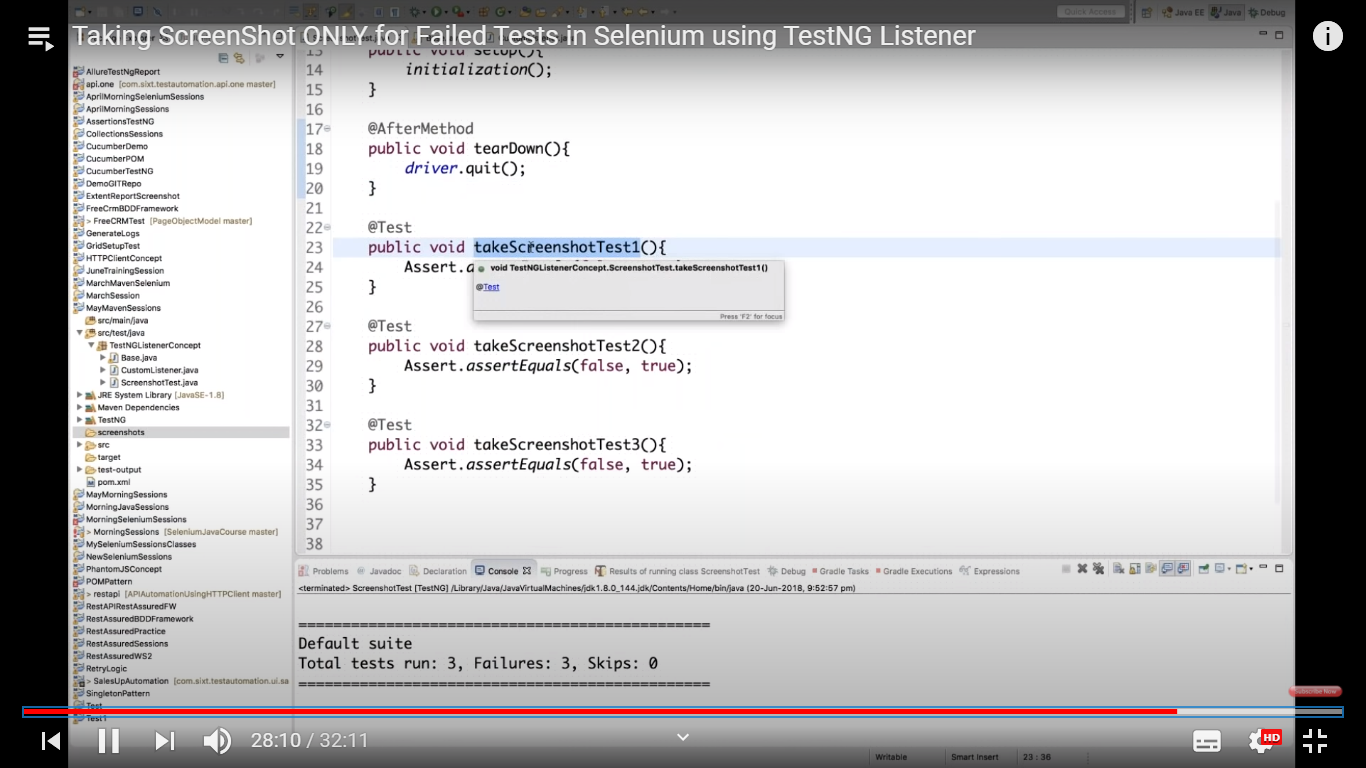 Quick Access
Java EE
Java
Debug
Taking ScreenShot ONLY for Failed Tests in Selenium using TestNG Listener
AllureTestNgReport
api.one [com.sixt.testautomation.api.one master]
AprilMorningSeleniumSessions
AprilMorningSessions
AssertionsTestNG
CollectionsSessions
CucumberDemo
CucumberPOM
CucumberTestNG
DemoGITRepo
ExtentReportScreenshot
FreeCrmBDDFramework
> FreeCRMTest [PageObjectModel master]
GenerateLogs
GridSetupTest
HTTPClientConcept
JuneTrainingSession
MarchMavenSelenium
MarchSession
MayMavenSessions
src/main/java
src/test/java
TestNGListenerConcept
Base.java
CustomListener.java
ScreenshotTest.java
JRE System Library [JavaSE-1.8]
Maven Dependencies
TestNG
screenshots
src
target
test-output
pom.xml
MayMorningSessions
MorningJavaSessions
MorningSeleniumSessions
> MorningSessions [SeleniumJavaCourse master]
MySeleniumSessionsClasses
NewSeleniumSessions
PhantomJSConcept
POMPattern
> restapi [APIAutomationUsingHTTPClient master]
RestAPIRestAssuredFW
RestAssuredBDDFramework
RestAssuredPractice
RestAssuredSessions
RestAssuredWS2
RetryLogic
> SalesUpAutomation [com.sixt.testautomation.ui.sa
SingletonPattern
Test
Test1
13 public void setup(){
14 initialization();
15 }
16
17 @AfterMethod
18 public void tearDown(){
19 driver.quit();
20 }
21
22 @Test
23 public void takeScreenshotTest1(){
24 Assert.a
void TestNGListenerConcept.ScreenshotTest.takeScreenshotTest1()
25 }
@Test
26
Press 'F2' for focus
27 @Test
28 public void takeScreenshotTest2(){
29 Assert.assertEquals(false, true);
30 }
31
32 @Test
33 public void takeScreenshotTest3(){
34 Assert.assertEquals(false, true);
35 }
36
37
38
Problems Javadoc Declaration Console Progress Results of running class ScreenshotTest Debug Gradle Tasks Gradle Executions Expressions
<terminated> ScreenshotTest [TestNG] /Library/Java/JavaVirtualMachines/jdk1.8.0_144.jdk/Contents/Home/bin/java (20-Jun-2018, 9:52:57 pm)
===============================================
Default suite
Total tests run: 3, Failures: 3, Skips: 0
===============================================
Subscribe Now
28:10 / 32:11
HD
Writable
Smart Insert
23 : 36